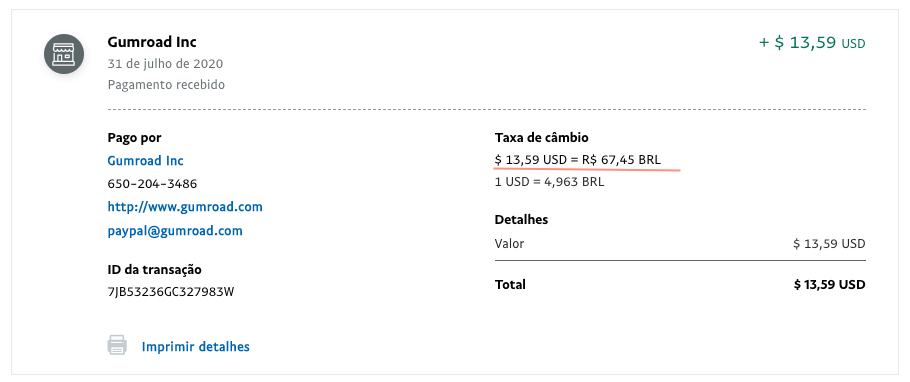 Gumroad Inc
+ $ 13,59 USD
31 de julho de 2020
Pagamento recebido
Pago por
Gumroad Inc
650-204-3486
http://www.gumroad.com
paypal@gumroad.com
ID da transação
7JB53236GC327983W
Imprimir detalhes
Taxa de câmbio
$ 13,59 USD = R$ 67,45 BRL
1 USD = 4,963 BRL
Detalhes
Valor $ 13,59 USD
Total $ 13,59 USD